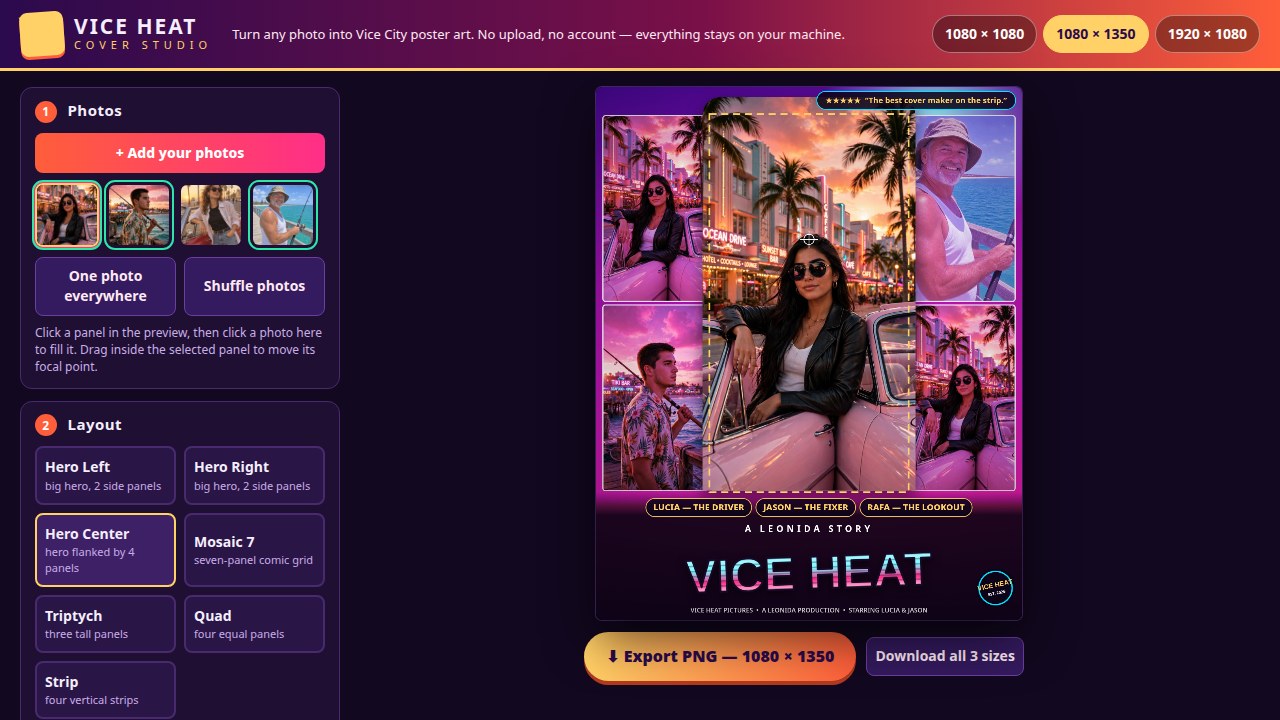 VICE HEAT
COVER STUDIO
Turn any photo into Vice City poster art. No upload, no account — everything stays on your machine.
1080 × 1080
1080 × 1350
1920 × 1080
1 Photos
+ Add your photos
One photo
everywhere
Shuffle photos
Click a panel in the preview, then click a photo here
to fill it. Drag inside the selected panel to move its
focal point.
2 Layout
Hero Left
big hero, 2 side panels
Hero Right
big hero, 2 side panels
Hero Center
hero flanked by 4
panels
Mosaic 7
seven-panel comic grid
Triptych
three tall panels
Quad
four equal panels
Strip
four vertical strips
★★★★★ "The best cover maker on the strip."
OCEAN DRIVE
SUNSET BAR
HOTEL • COCKTAILS • LOUNGE
TIKI BAR
LUCIA — THE DRIVER
JASON — THE FIXER
RAFA — THE LOOKOUT
A LEONIDA STORY
VICE HEAT
VICE HEAT
VICE HEAT PICTURES • A LEONIDA PRODUCTION • STARRING LUCIA & JASON
⬇ Export PNG — 1080 × 1350
Download all 3 sizes